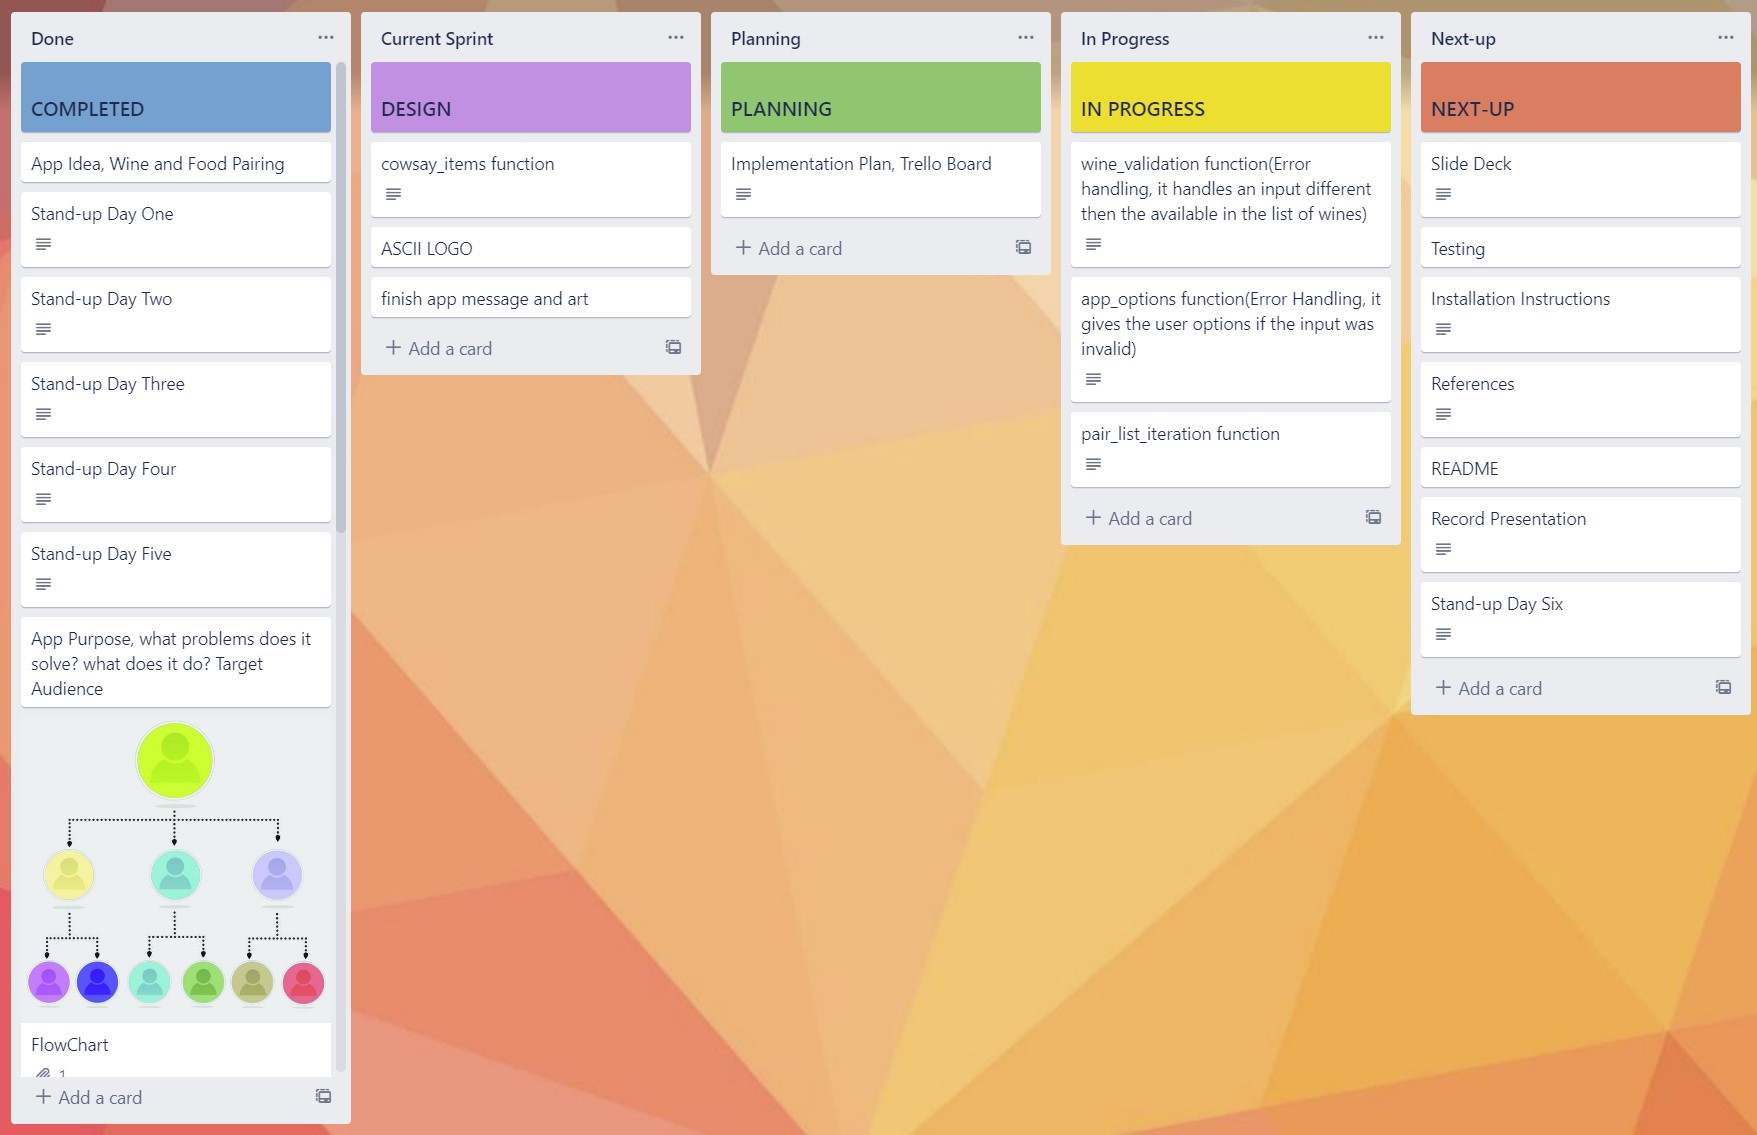 Done
COMPLETED
App Idea, Wine and Food Pairing
Stand-up Day One
Stand-up Day Two
Stand-up Day Three
Stand-up Day Four
Stand-up Day Five
App Purpose, what problems does it
solve? what does it do? Target
Audience
FlowChart
1
+ Add a card
Current Sprint
DESIGN
cowsay_items function
ASCII LOGO
finish app message and art
+ Add a card
Planning
PLANNING
Implementation Plan, Trello Board
+ Add a card
In Progress
IN PROGRESS
wine_validation function(Error
handling, it handles an input different
then the available in the list of wines)
app_options function(Error Handling, it
gives the user options if the input was
invalid)
pair_list_iteration function
+ Add a card
Next-up
NEXT-UP
Slide Deck
Testing
Installation Instructions
References
README
Record Presentation
Stand-up Day Six
+ Add a card